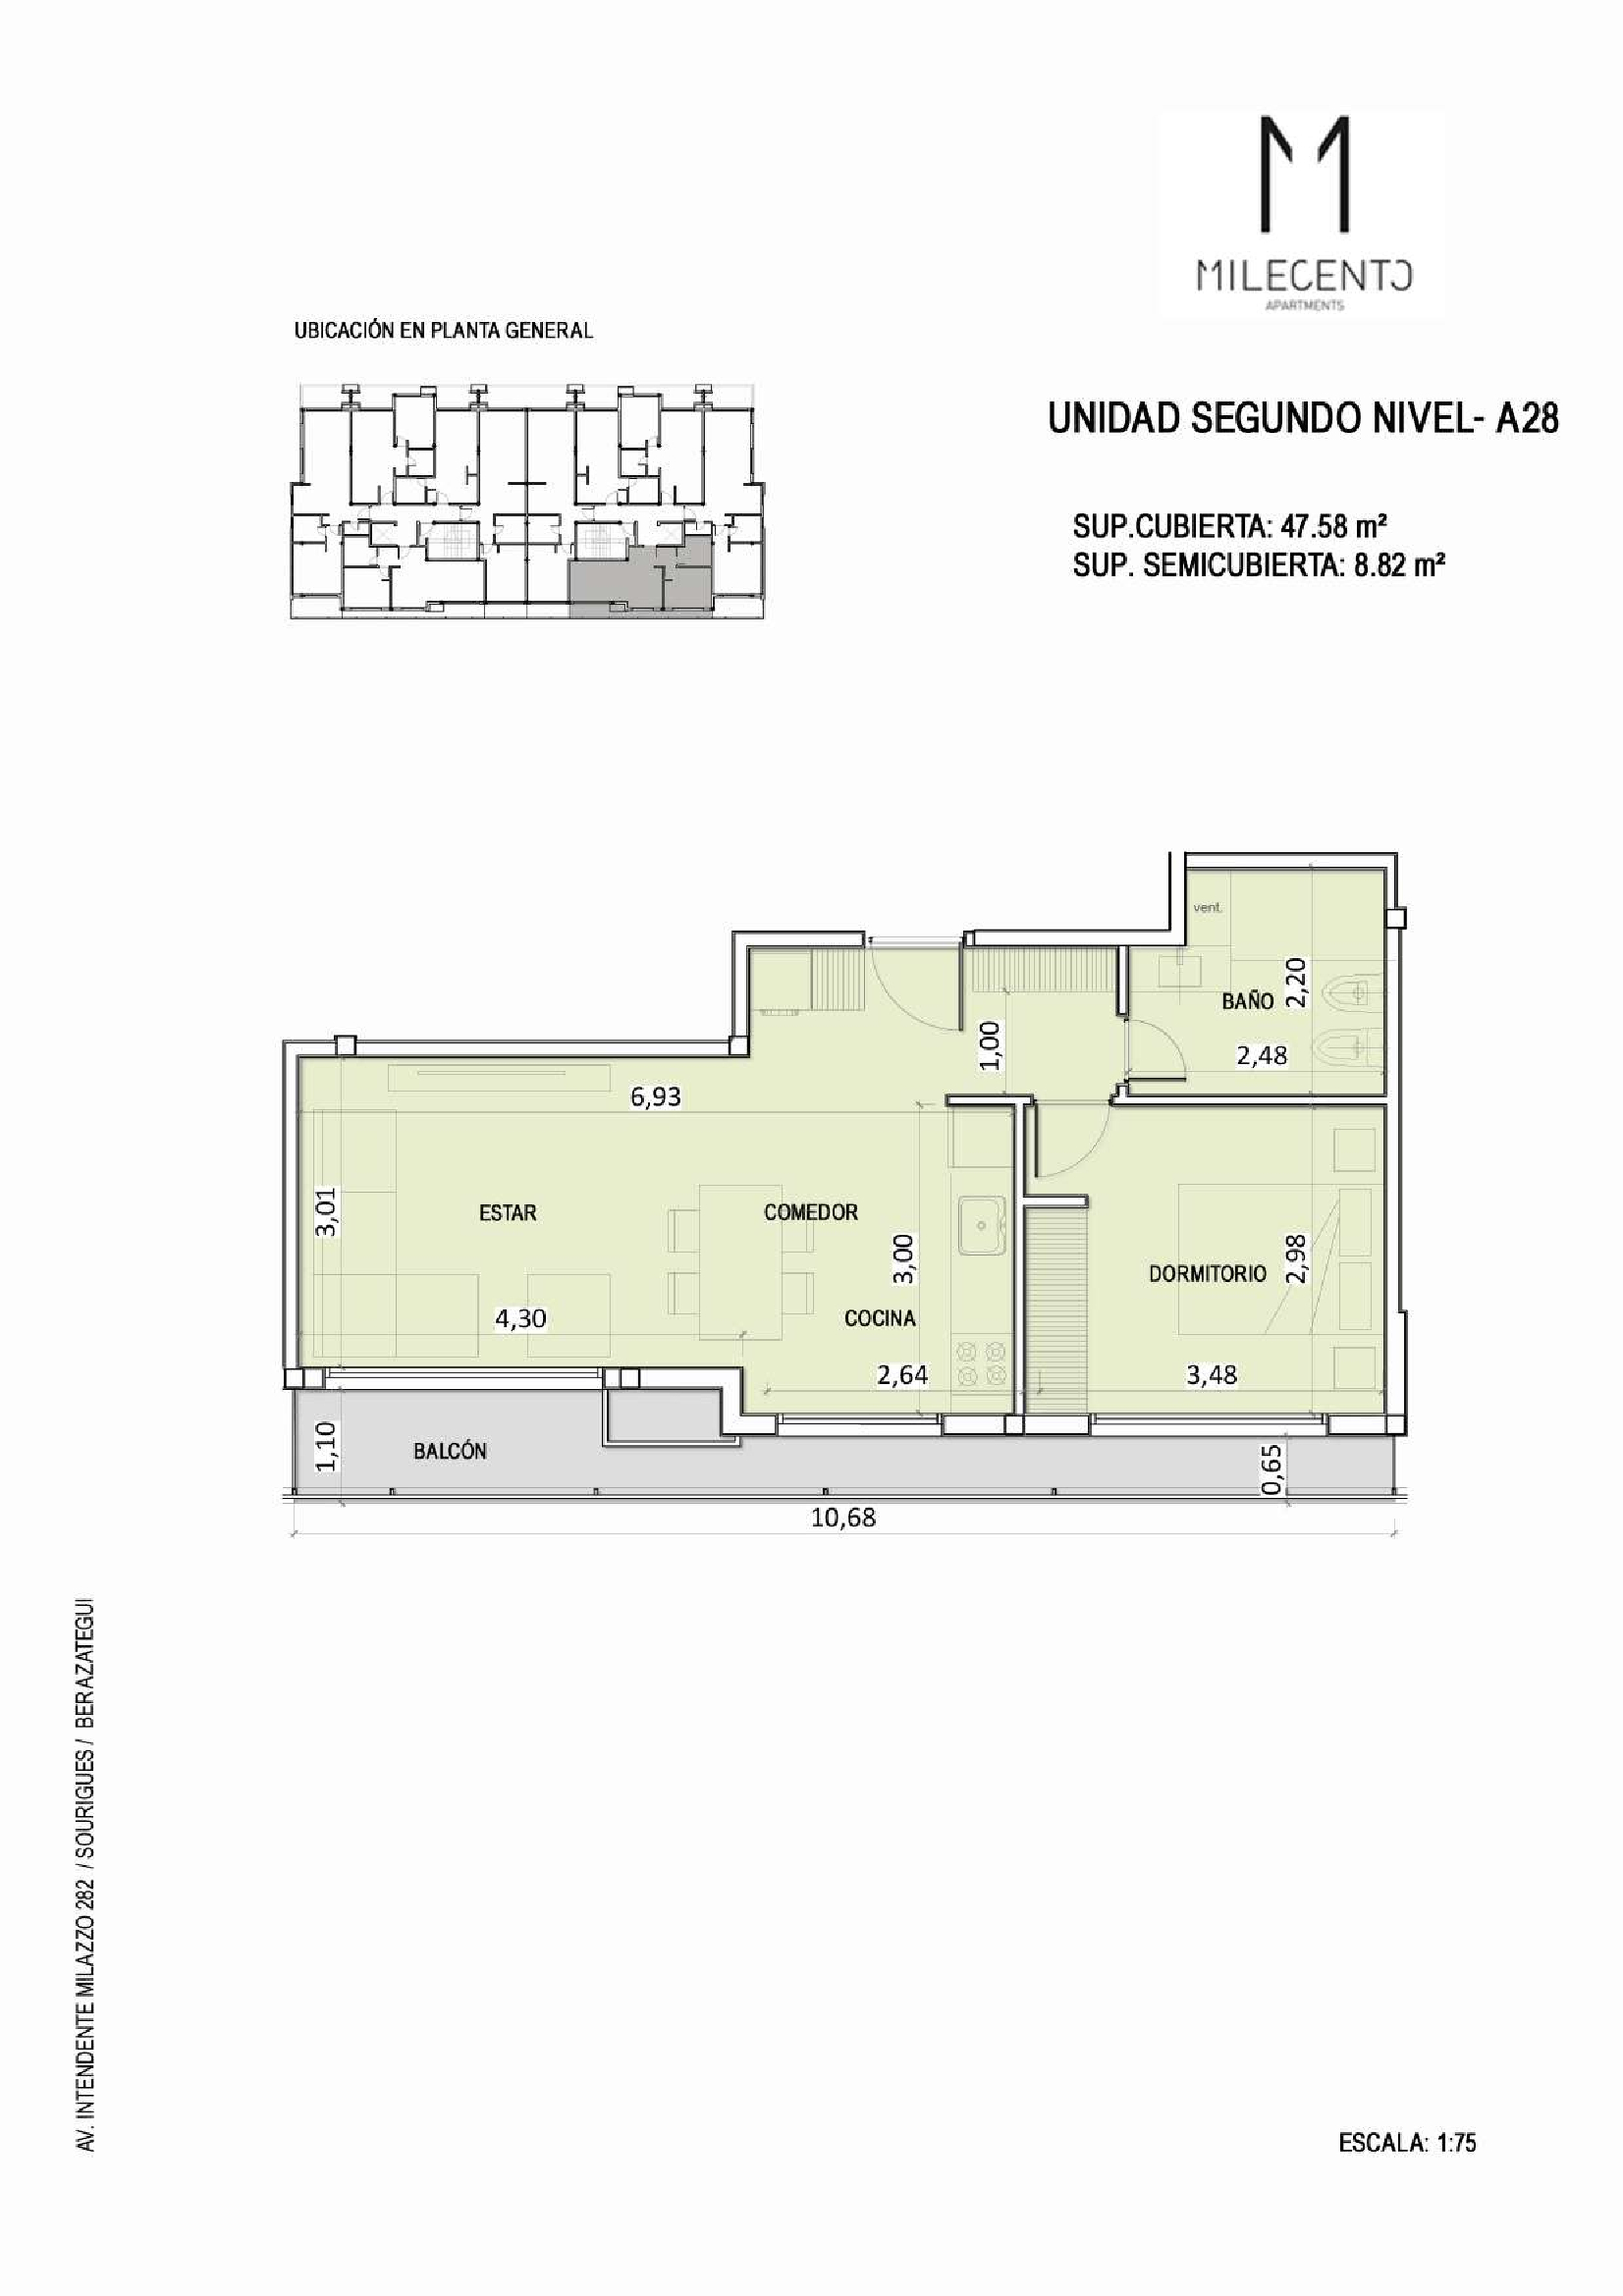 MILECENTO
APARTMENTS
UBICACIÓN EN PLANTA GENERAL
UNIDAD SEGUNDO NIVEL- A28
SUP.CUBIERTA: 47.58 m²
SUP. SEMICUBIERTA: 8.82 m²
vent.
BAÑO
2,20
2,48
1,00
6,93
3,01
ESTAR
COMEDOR
3,00
DORMITORIO
2,98
4,30
COCINA
2,64
3,48
1,10
BALCÓN
0,65
10,68
AV. INTENDENTE MILAZZO 282 / SOURIGUES / BERAZATEGUI
ESCALA: 1:75